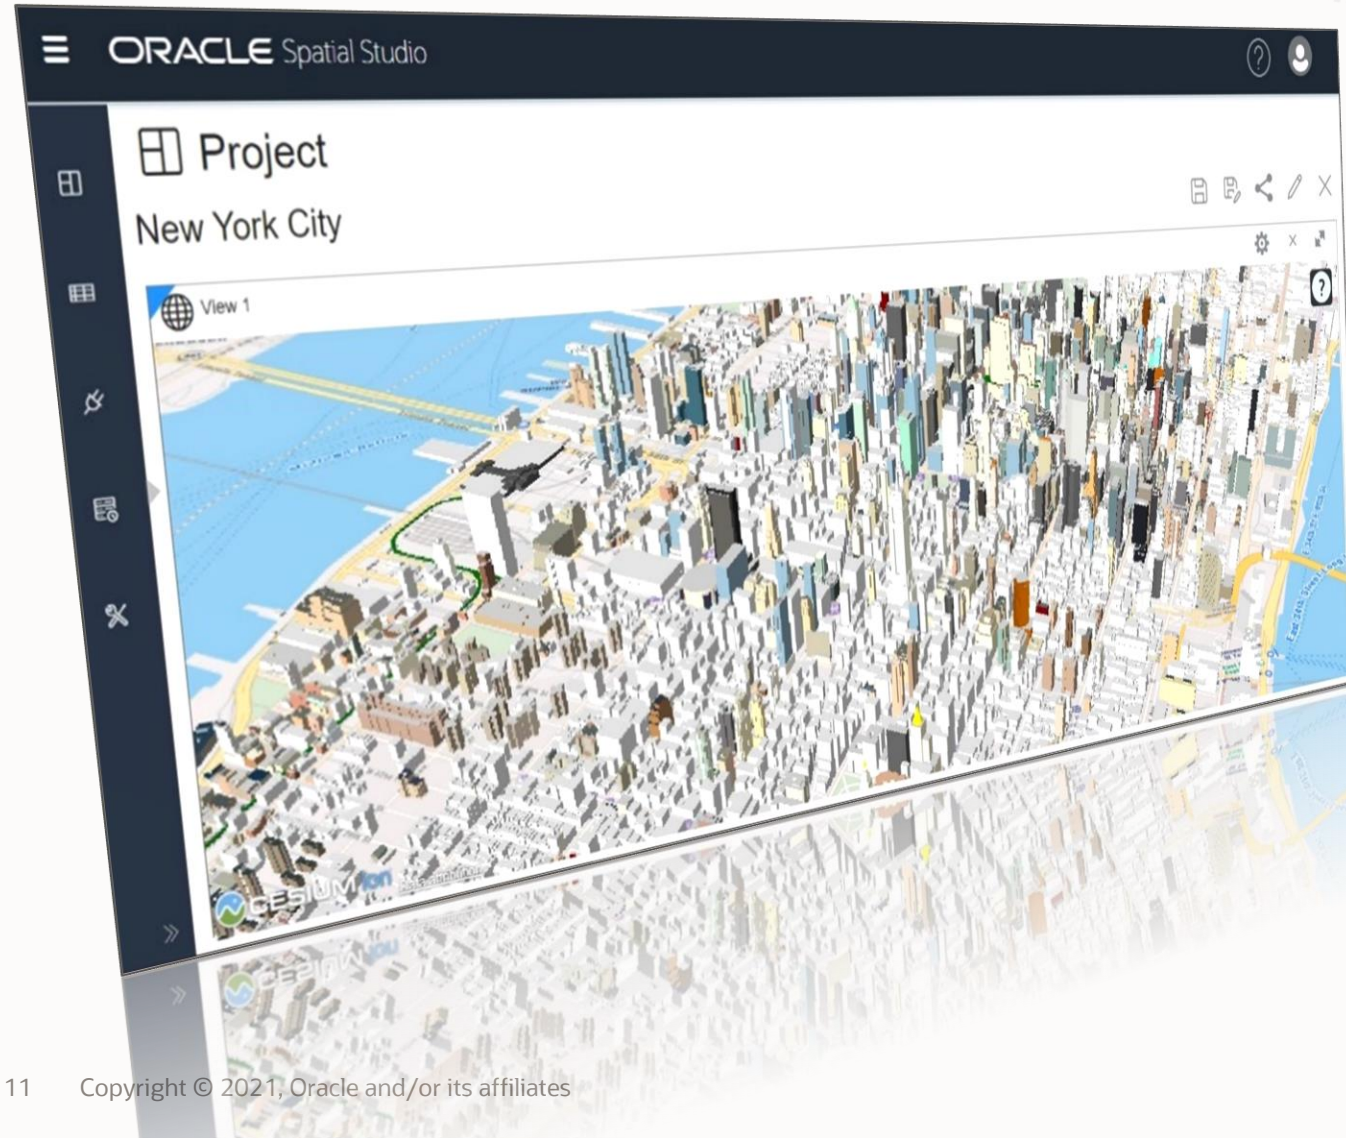 ORACLE Spatial Studio
Project
New York City
View 1
CESIUM ion
11 Copyright © 2021, Oracle and/or its affiliates